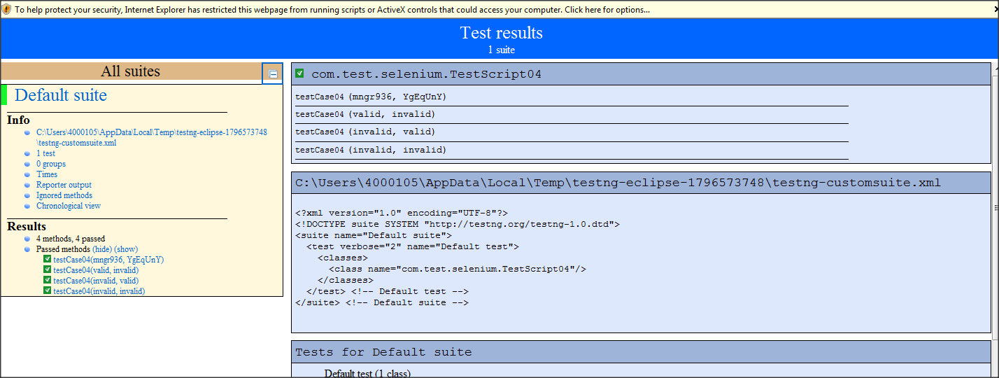 To help protect your security, Internet Explorer has restricted this webpage from running scripts or ActiveX controls that could access your computer. Click here for options...
Test results
1 suite
All suites
Default suite
Info
C:\Users\4000105\AppData\Local\Temp\testng-eclipse-1796573748
\testng-customsuite.xml
1 test
0 groups
Times
Reporter output
Ignored methods
Chronological view
Results
4 methods, 4 passed
Passed methods (hide) (show)
testCase04(mngr936, YgEqUnY)
testCase04(valid, invalid)
testCase04(invalid, valid)
testCase04(invalid, invalid)
com.test.selenium.TestScript04
testCase04 (mngr936, YgEqUnY)
testCase04 (valid, invalid)
testCase04 (invalid, valid)
testCase04 (invalid, invalid)
C:\Users\4000105\AppData\Local\Temp\testng-eclipse-1796573748\testng-customsuite.xml
<?xml version="1.0" encoding="UTF-8"?>
<!DOCTYPE suite SYSTEM "http://testng.org/testng-1.0.dtd">
<suite name="Default suite">
  <test verbose="2" name="Default test">
    <classes>
      <class name="com.test.selenium.TestScript04"/>
    </classes>
  </test> <!-- Default test -->
</suite> <!-- Default suite -->
Tests for Default suite
Default test (1 class)